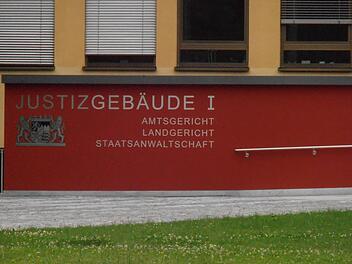 JUSTIZGEBÄUDE I
AMTSGERICHT
LANDGERICHT
STAATSANWALTSCHAFT